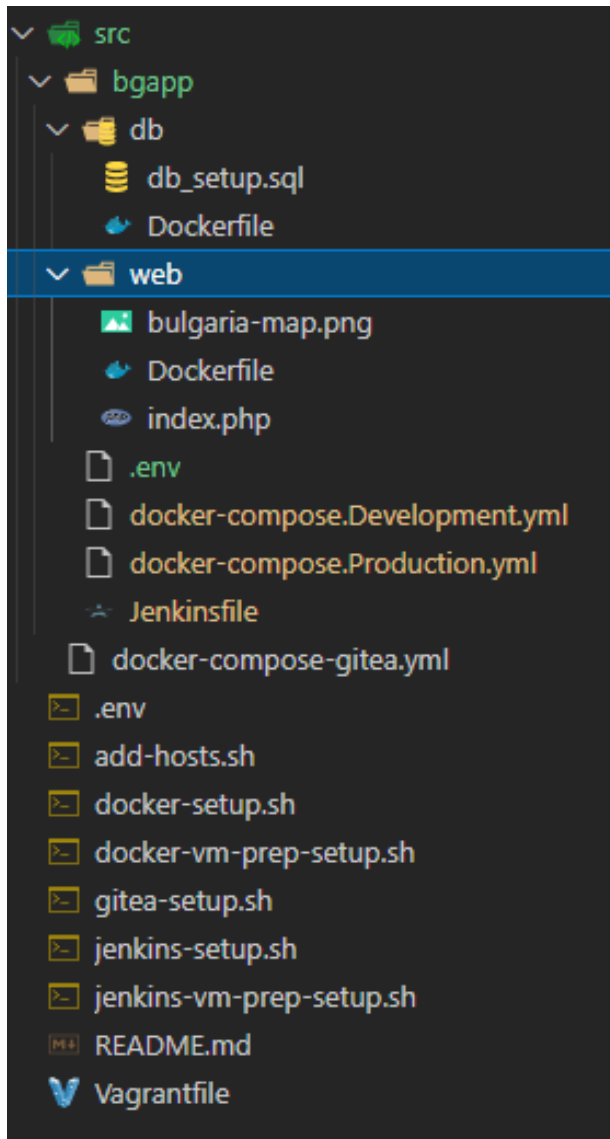 src
bgapp
db
db_setup.sql
Dockerfile
web
bulgaria-map.png
Dockerfile
index.php
.env
docker-compose.Development.yml
docker-compose.Production.yml
Jenkinsfile
docker-compose-gitea.yml
.env
add-hosts.sh
docker-setup.sh
docker-vm-prep-setup.sh
gitea-setup.sh
jenkins-setup.sh
jenkins-vm-prep-setup.sh
README.md
Vagrantfile